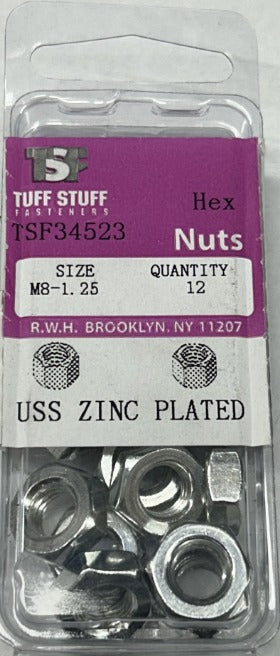 TSF
TUFF STUFF
FASTENERS
Hex
TSF34523
Nuts
SIZE QUANTITY
M8-1.25 12
R.W.H. BROOKLYN, NY 11207
USS ZINC PLATED